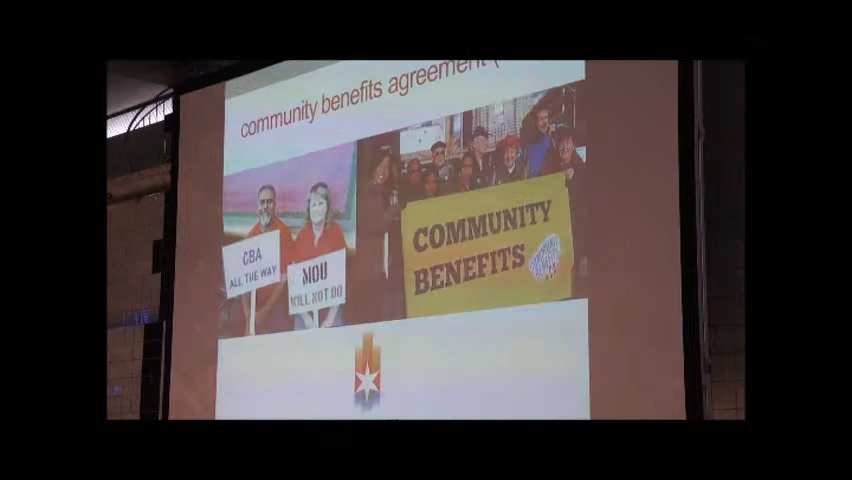 community benefits agreement (
CBA
ALL THE WAY
MOU
WILL NOT DO
COMMUNITY
BENEFITS